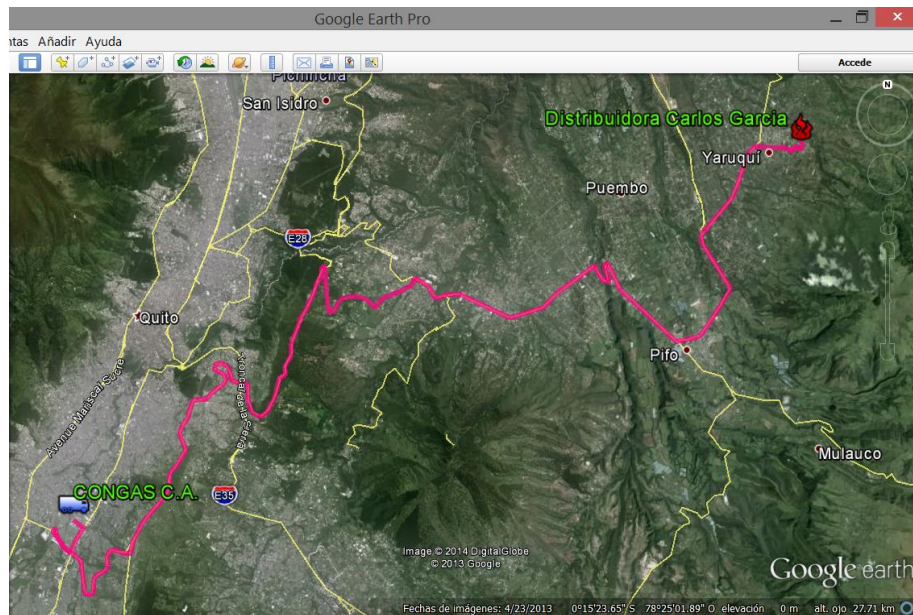 Google Earth Pro
ntas Añadir Ayuda
Accede
N
Pichincha
San Isidro
Distribuidora Carlos Garcia
Yaruquí
Puembo
E28
Quito
Pifo
Avenue Mariscal Sucre
Mulauco
CONGAS C.A.
E35
Image © 2014 DigitalGlobe
© 2013 Google
Google earth
Fechas de imágenes: 4/23/2013 0°15'23.65" S 78°25'01.89" O elevación 0 m alt. ojo 27.71 km